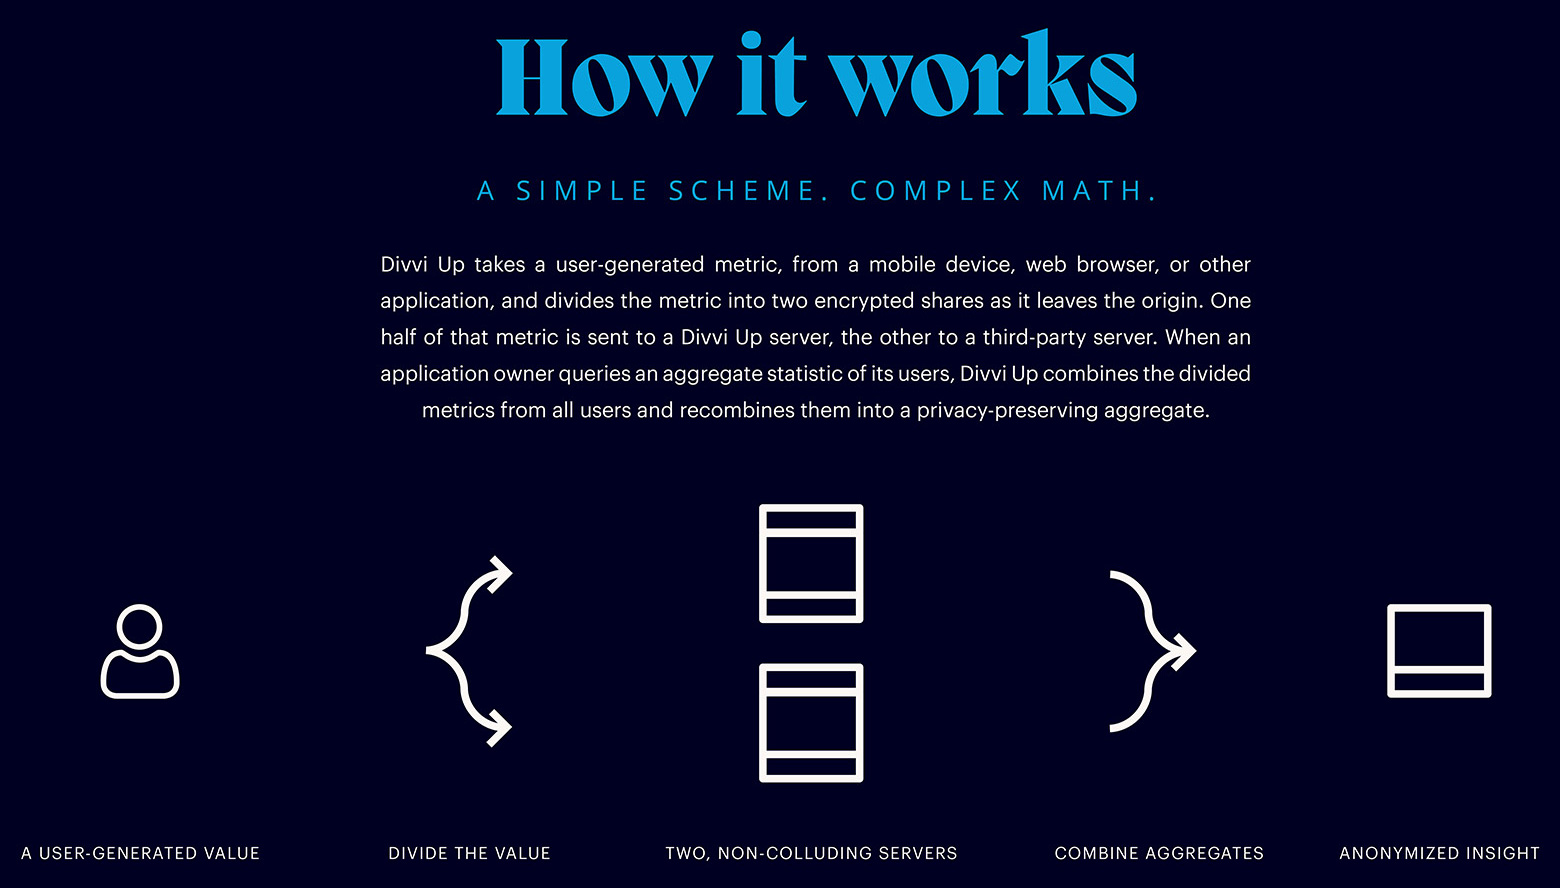 How it works
A SIMPLE SCHEME. COMPLEX MATH.
Divvi Up takes a user-generated metric, from a mobile device, web browser, or other
application, and divides the metric into two encrypted shares as it leaves the origin. One
half of that metric is sent to a Divvi Up server, the other to a third-party server. When an
application owner queries an aggregate statistic of its users, Divvi Up combines the divided
metrics from all users and recombines them into a privacy-preserving aggregate.
A USER-GENERATED VALUE
DIVIDE THE VALUE
TWO, NON-COLLUDING SERVERS
COMBINE AGGREGATES
ANONYMIZED INSIGHT